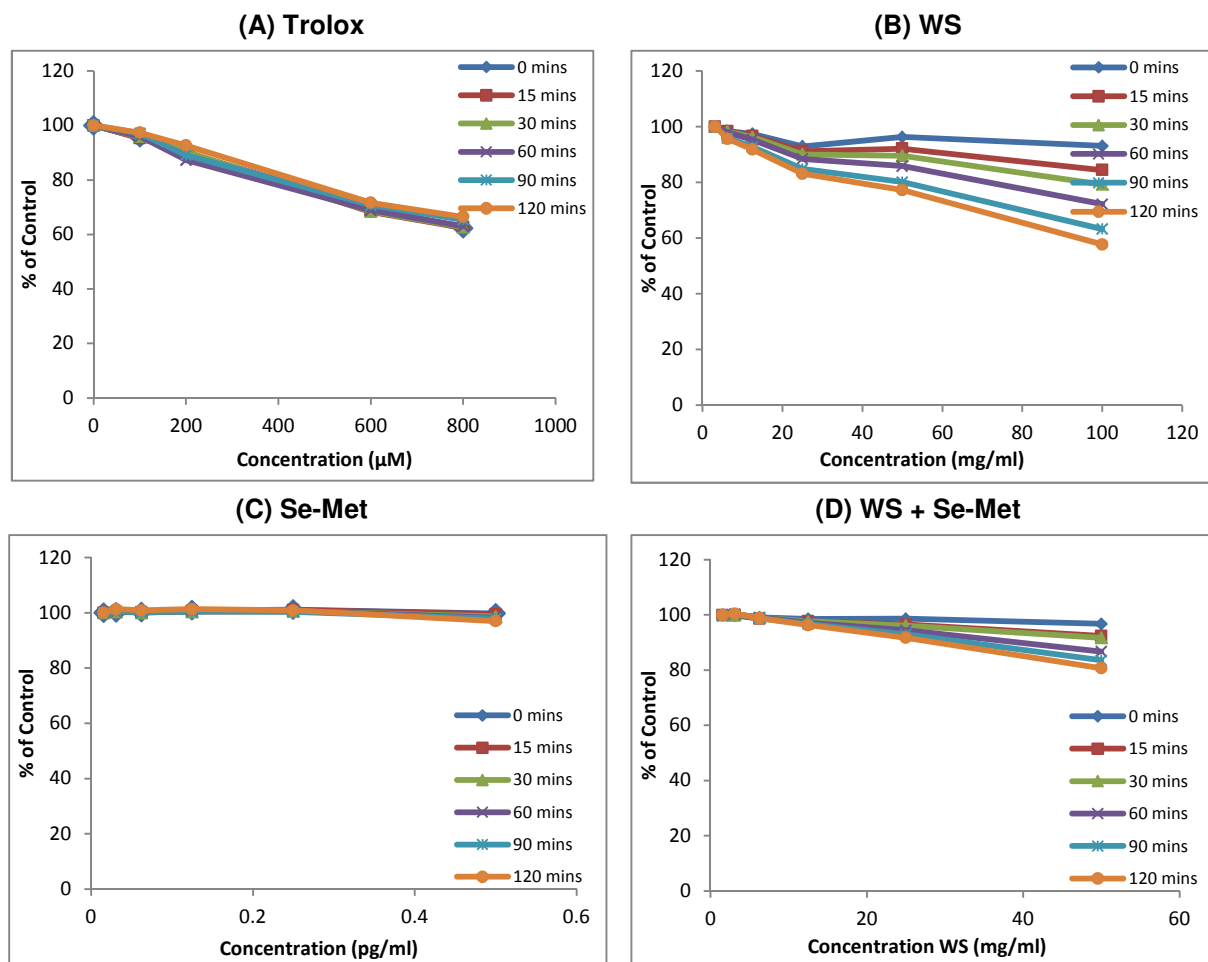 (A) Trolox
120
100
80
60
40
20
0
0 200 400 600 800 1000
% of Control
Concentration (µM)
0 mins
15 mins
30 mins
60 mins
90 mins
120 mins
(B) WS
120
100
80
60
40
20
0
0 20 40 60 80 100 120
% of Control
Concentration (mg/ml)
0 mins
15 mins
30 mins
60 mins
90 mins
120 mins
(C) Se-Met
120
100
80
60
40
20
0
0 0.2 0.4 0.6
% of Control
Concentration (pg/ml)
0 mins
15 mins
30 mins
60 mins
90 mins
120 mins
(D) WS + Se-Met
120
100
80
60
40
20
0
0 20 40 60
% of Control
Concentration WS (mg/ml)
0 mins
15 mins
30 mins
60 mins
90 mins
120 mins